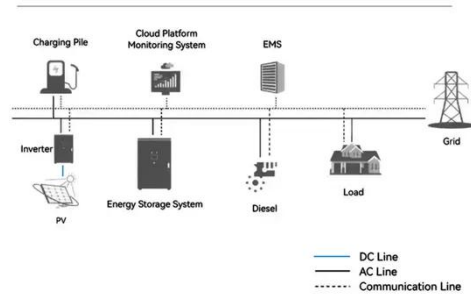 Charging Pile
Cloud Platform
Monitoring System
EMS
Grid
Inverter
PV
Energy Storage System
Diesel
Load
DC Line
AC Line
Communication Line